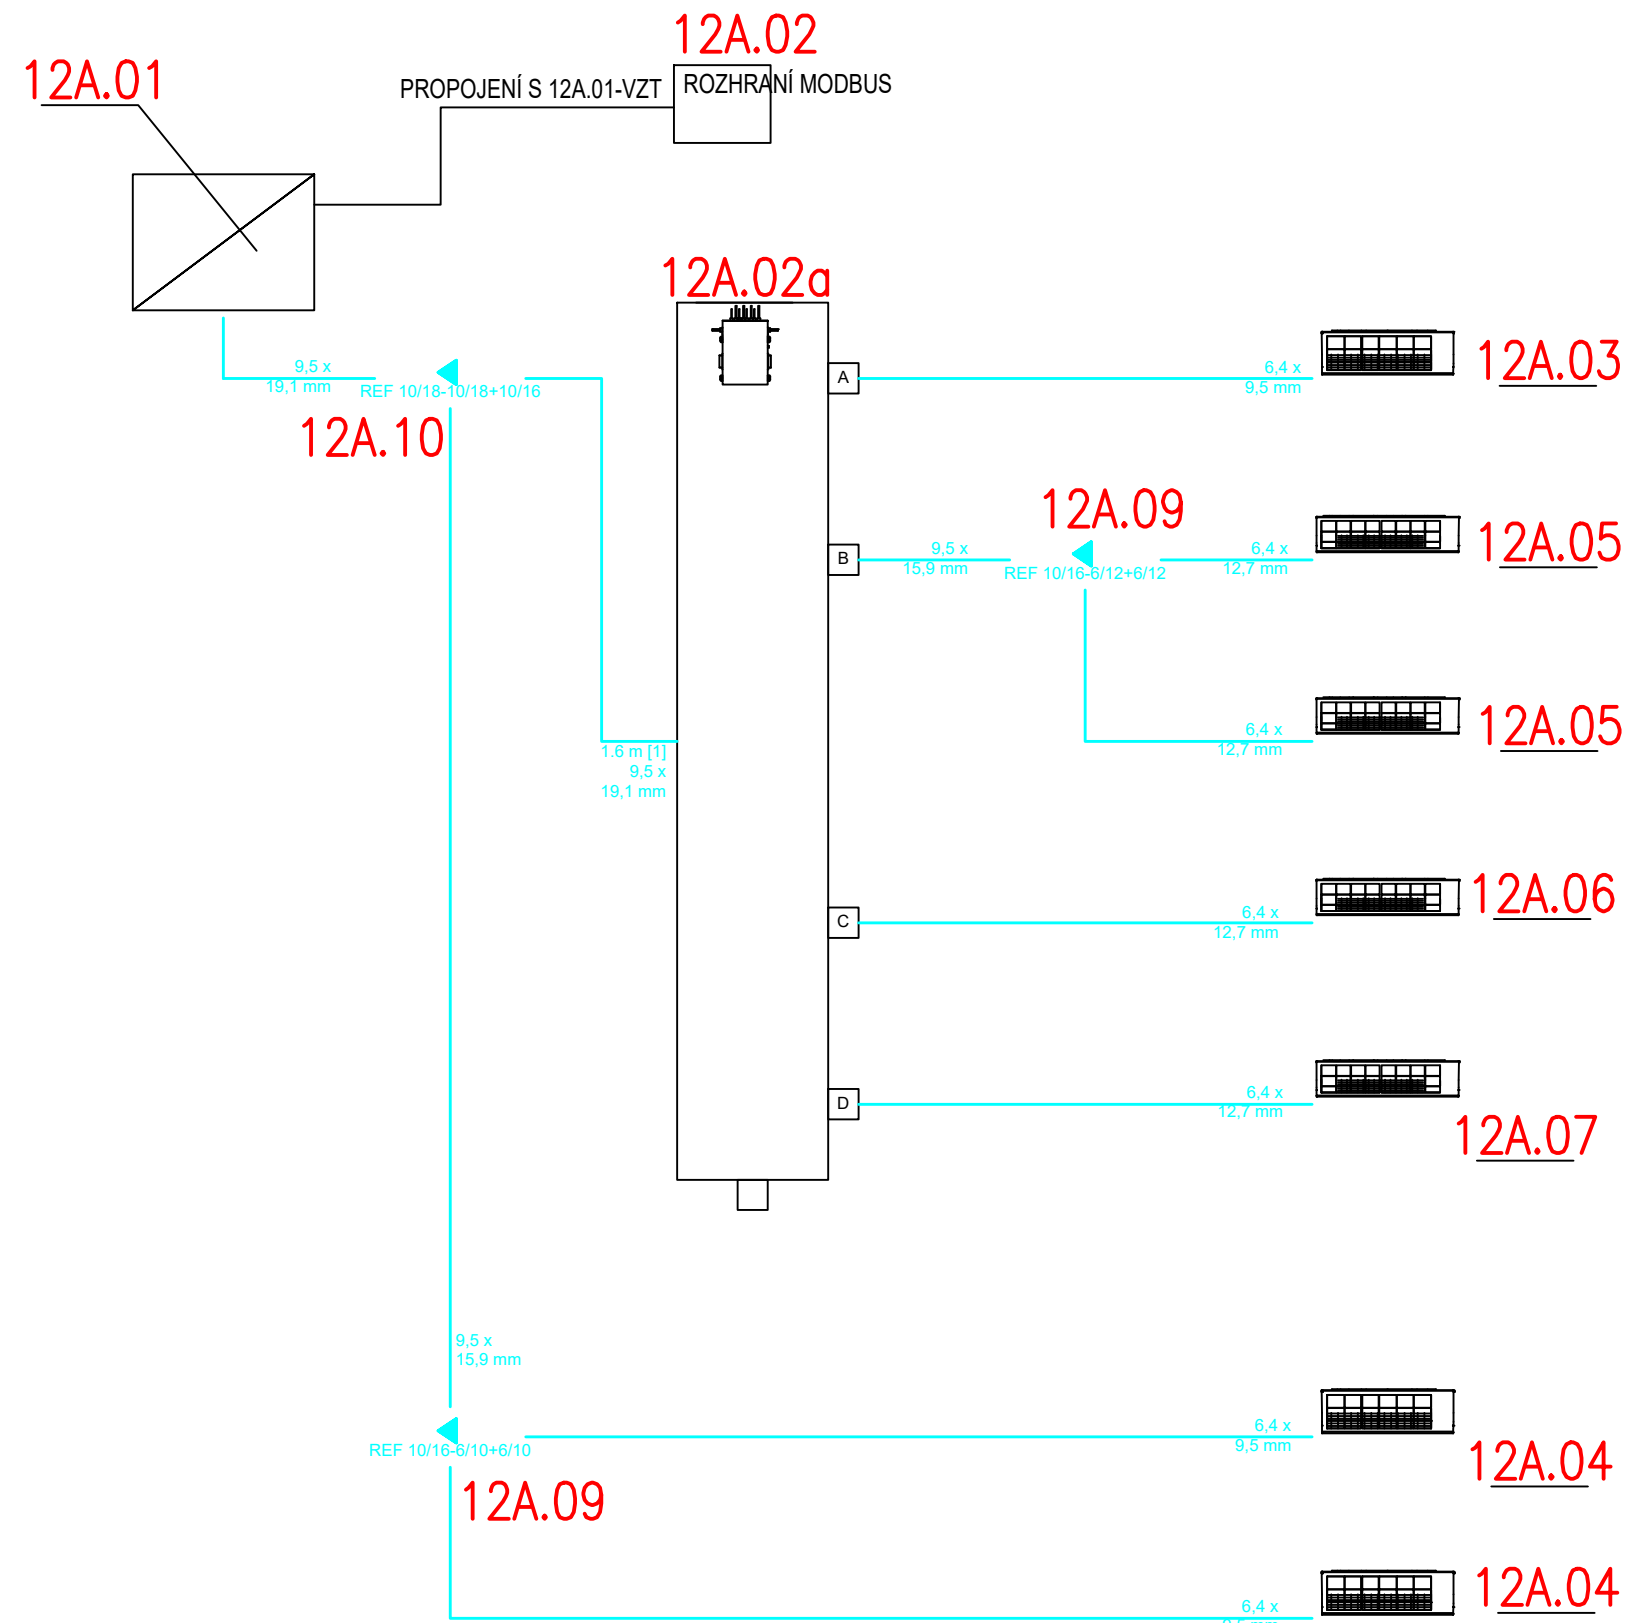 12A.02
12A.01
PROPOJENÍ S 12A.01-VZT
ROZHRANÍ MODBUS
12A.02a
9,5 x
19,1 mm
REF 10/18-10/18+10/16
12A.10
A
6,4 x
9,5 mm
12A.03
12A.09
B
9,5 x
15,9 mm
REF 10/16-6/12+6/12
6,4 x
12,7 mm
12A.05
6,4 x
12,7 mm
12A.05
1.6 m [1]
9,5 x
19,1 mm
C
6,4 x
12,7 mm
12A.06
D
6,4 x
12,7 mm
12A.07
9,5 x
15,9 mm
REF 10/16-6/10+6/10
6,4 x
9,5 mm
12A.04
12A.09
6,4 x
12A.04